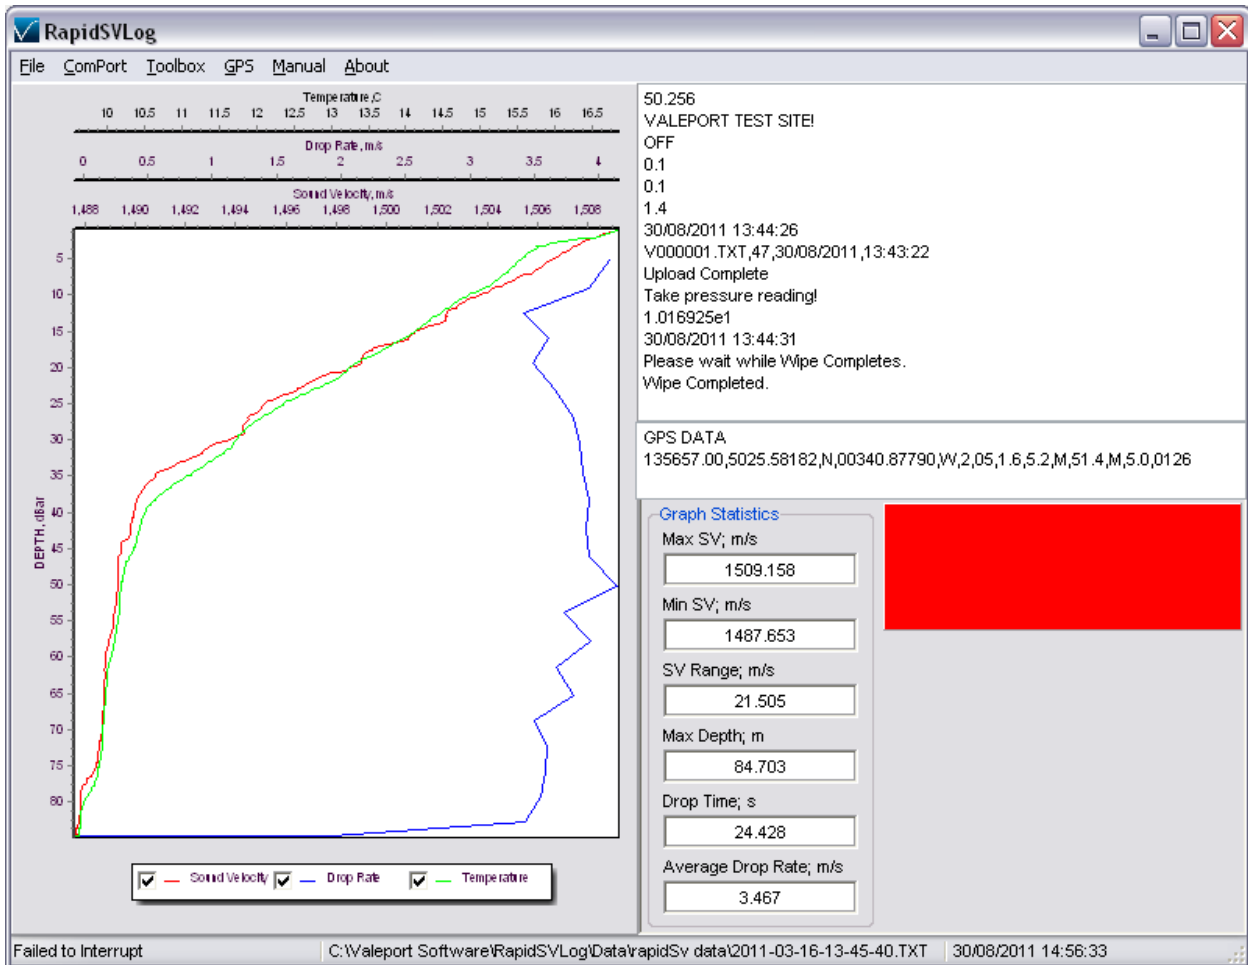 RapidSVLog
File ComPort Toolbox GPS Manual About
Temperature,C
10 10.5 11 11.5 12 12.5 13 13.5 14 14.5 15 15.5 16 16.5
Drop Rate, m/s
0 0.5 1 1.5 2 2.5 3 3.5 4
Sound Velocity, m/s
1,488 1,490 1,492 1,494 1,496 1,498 1,500 1,502 1,504 1,506 1,508
5
10
15
20
25
30
35
40
45
50
55
60
65
70
75
80
DEPTH, dBar
Sound Velocity Drop Rate Temperature
50.256
VALEPORT TEST SITE!
OFF
0.1
0.1
1.4
30/08/2011 13:44:26
V000001.TXT,47,30/08/2011,13:43:22
Upload Complete
Take pressure reading!
1.016925e1
30/08/2011 13:44:31
Please wait while Wipe Completes.
Wipe Completed.
GPS DATA
135657.00,5025.58182,N,00340.87790,W,2,05,1.6,5.2,M,51.4,M,5.0,0126
Graph Statistics
Max SV; m/s
1509.158
Min SV; m/s
1487.653
SV Range; m/s
21.505
Max Depth; m
84.703
Drop Time; s
24.428
Average Drop Rate; m/s
3.467
Failed to Interrupt C:\Valeport Software\RapidSVLog\Data\rapidSv data\2011-03-16-13-45-40.TXT 30/08/2011 14:56:33